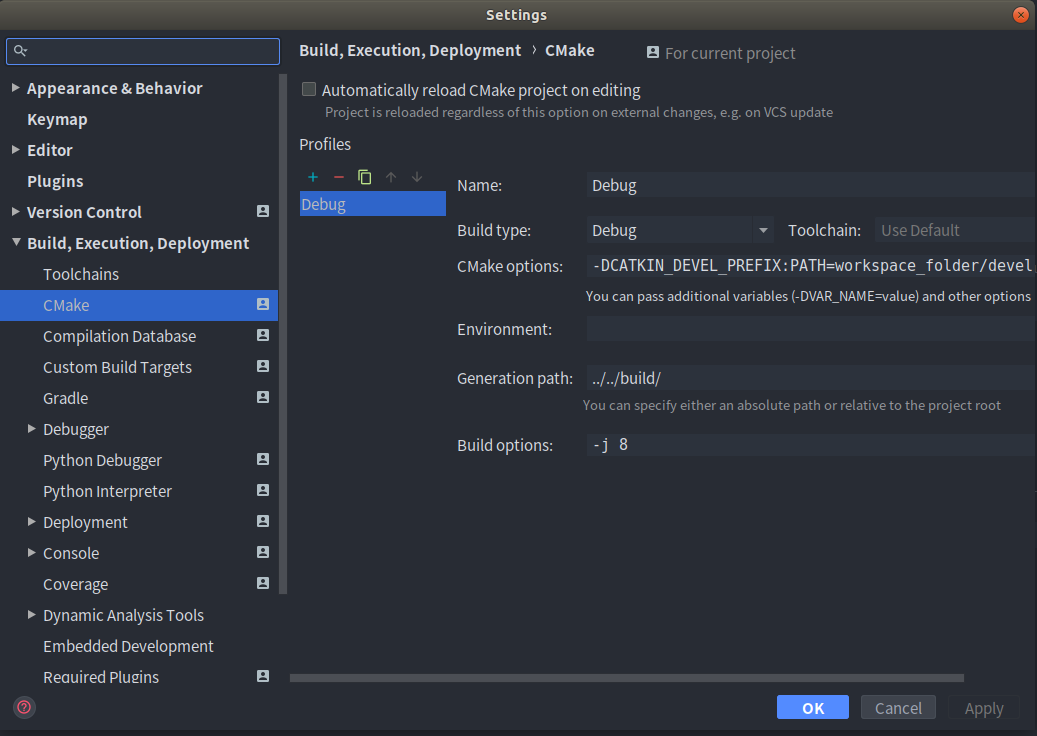 Settings
Build, Execution, Deployment › CMake
For current project
Appearance & Behavior
Keymap
Editor
Plugins
Version Control
Build, Execution, Deployment
Toolchains
CMake
Compilation Database
Custom Build Targets
Gradle
Debugger
Python Debugger
Python Interpreter
Deployment
Console
Coverage
Dynamic Analysis Tools
Embedded Development
Required Plugins
Automatically reload CMake project on editing
Project is reloaded regardless of this option on external changes, e.g. on VCS update
Profiles
Debug
Name: Debug
Build type: Debug Toolchain: Use Default
CMake options: -DCATKIN_DEVEL_PREFIX:PATH=workspace_folder/devel
You can pass additional variables (-DVAR_NAME=value) and other options
Environment:
Generation path: ../../build/
You can specify either an absolute path or relative to the project root
Build options: -j 8
?
OK Cancel Apply